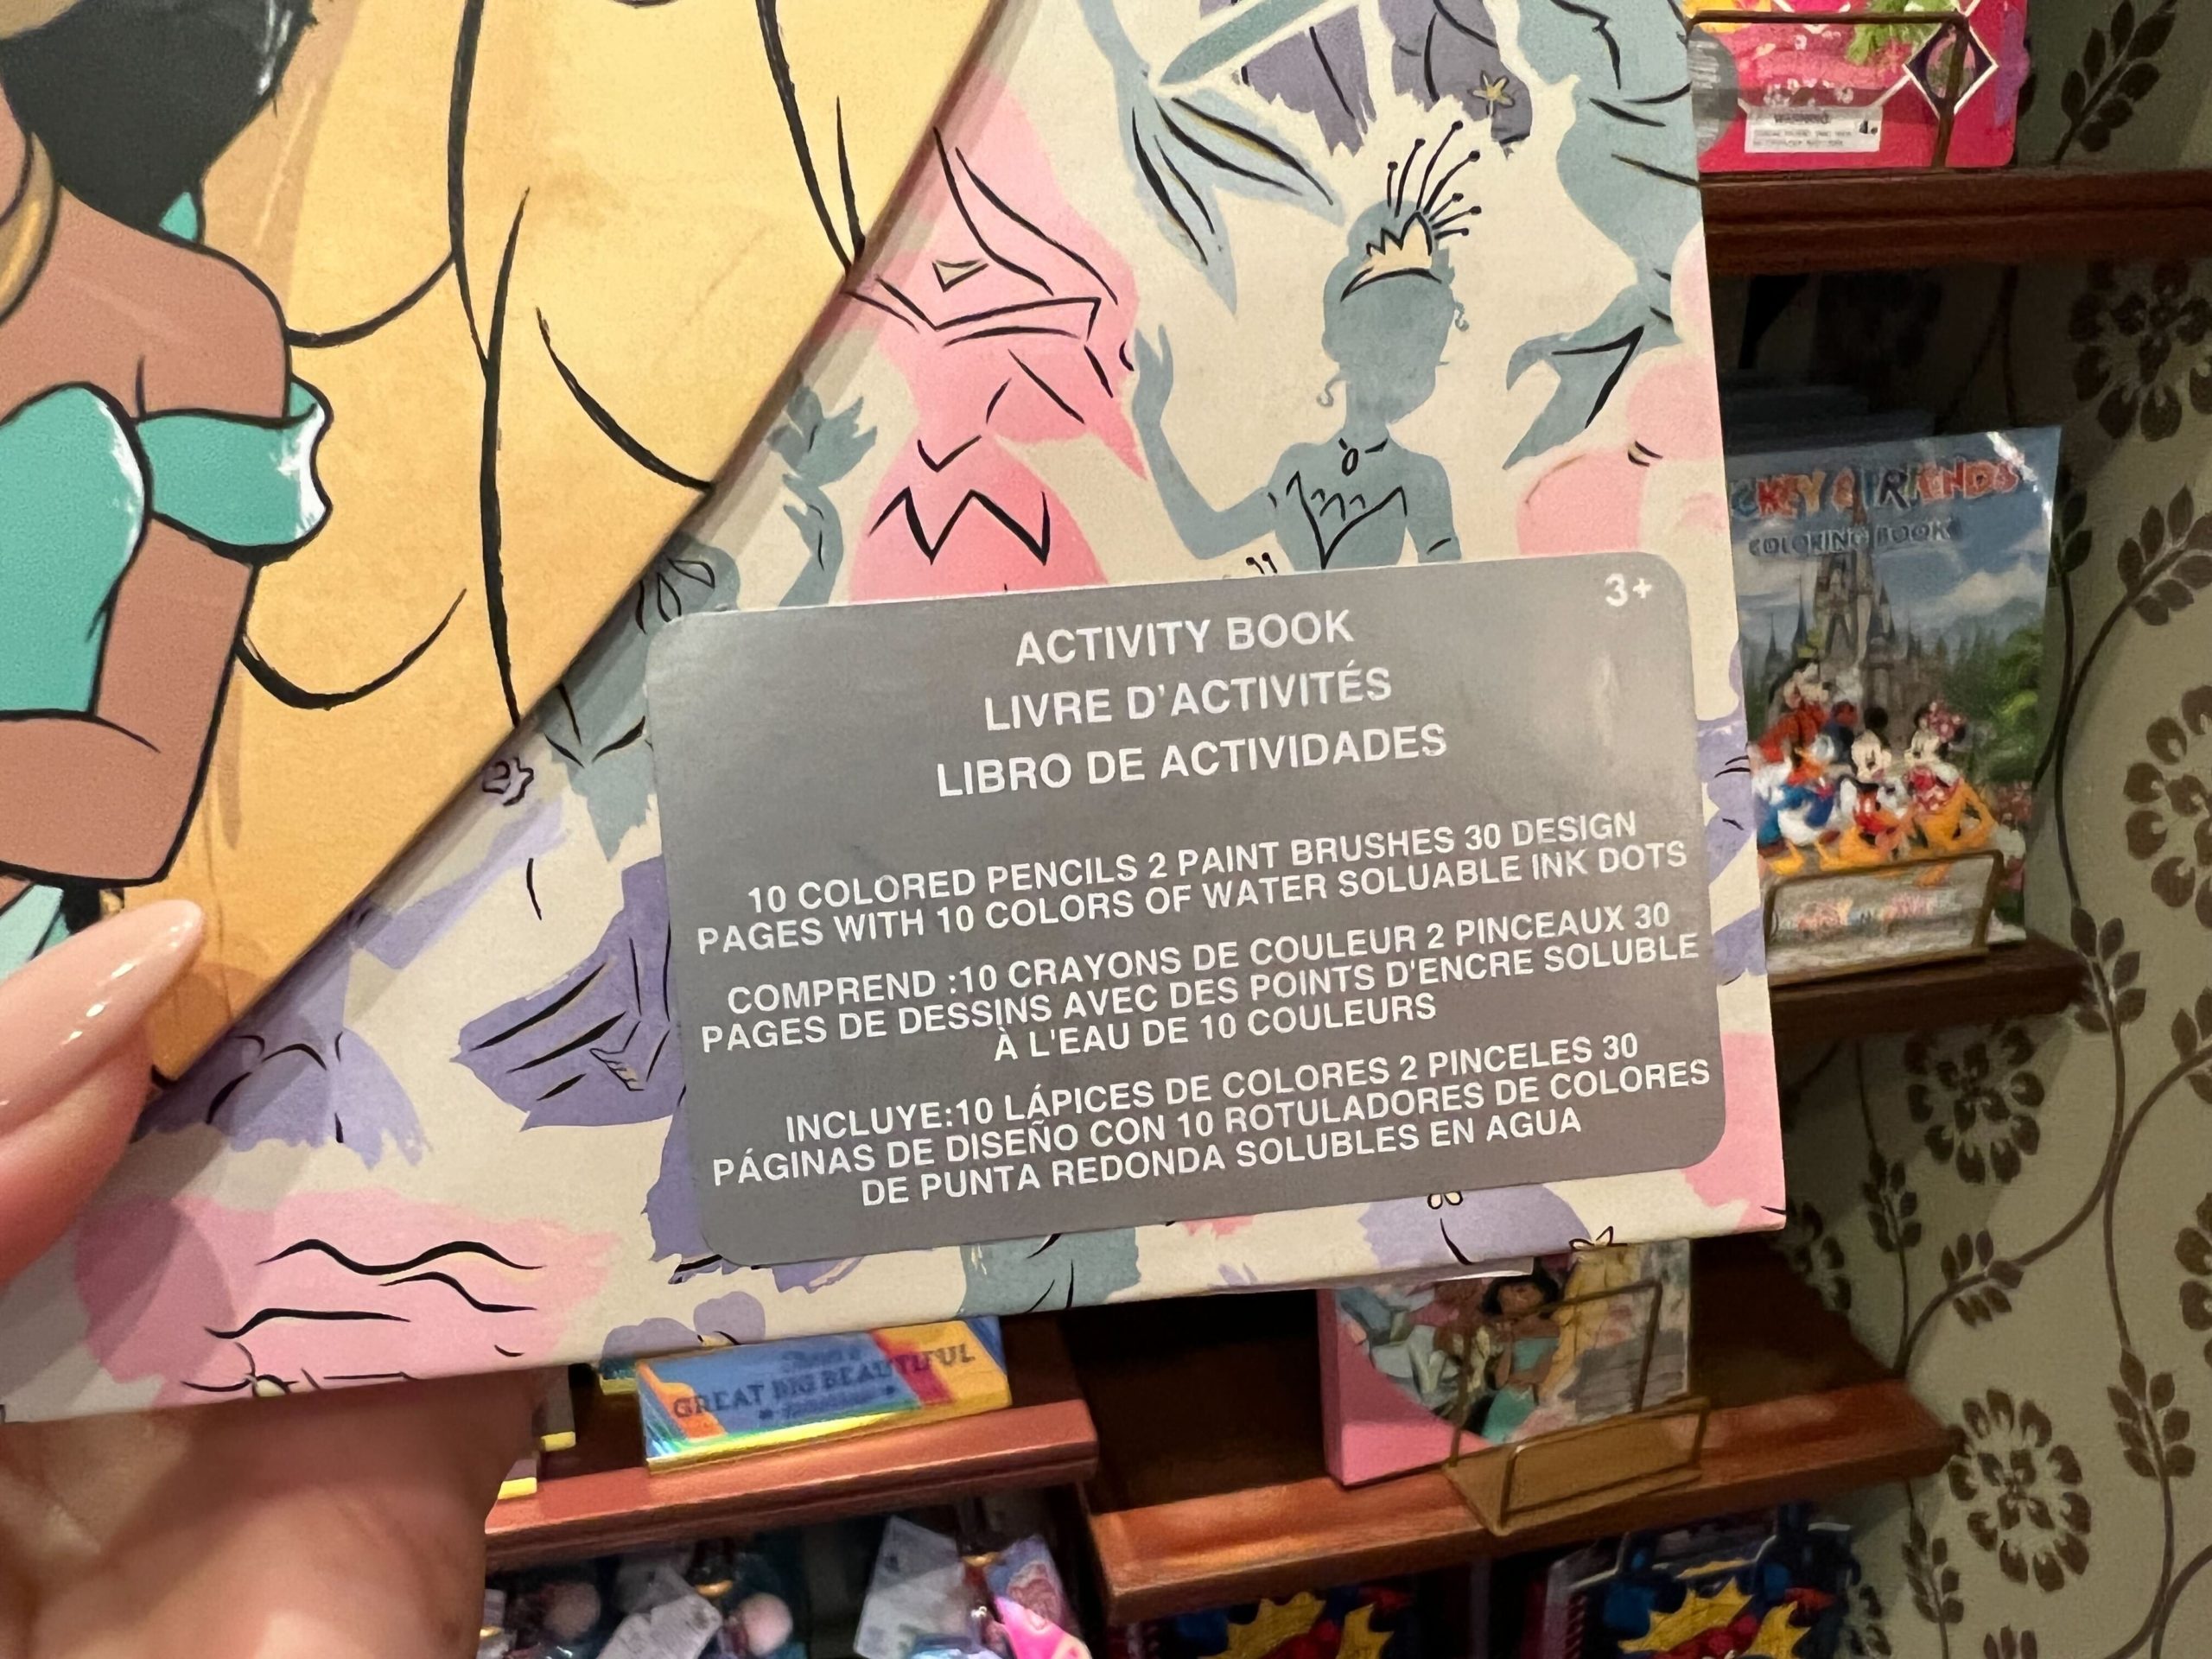 3+
ACTIVITY BOOK
LIVRE D'ACTIVITÉS
LIBRO DE ACTIVIDADES
10 COLORED PENCILS 2 PAINT BRUSHES 30 DESIGN
PAGES WITH 10 COLORS OF WATER SOLUABLE INK DOTS
COMPREND :10 CRAYONS DE COULEUR 2 PINCEAUX 30
PAGES DE DESSINS AVEC DES POINTS D'ENCRE SOLUBLE
À L'EAU DE 10 COULEURS
INCLUYE:10 LÁPICES DE COLORES 2 PINCELES 30
PÁGINAS DE DISEÑO CON 10 ROTULADORES DE COLORES
DE PUNTA REDONDA SOLUBLES EN AGUA
WARNING
CKEY & FRIENDS
COLORING BOOK
GREAT BIG BEAUTIFUL